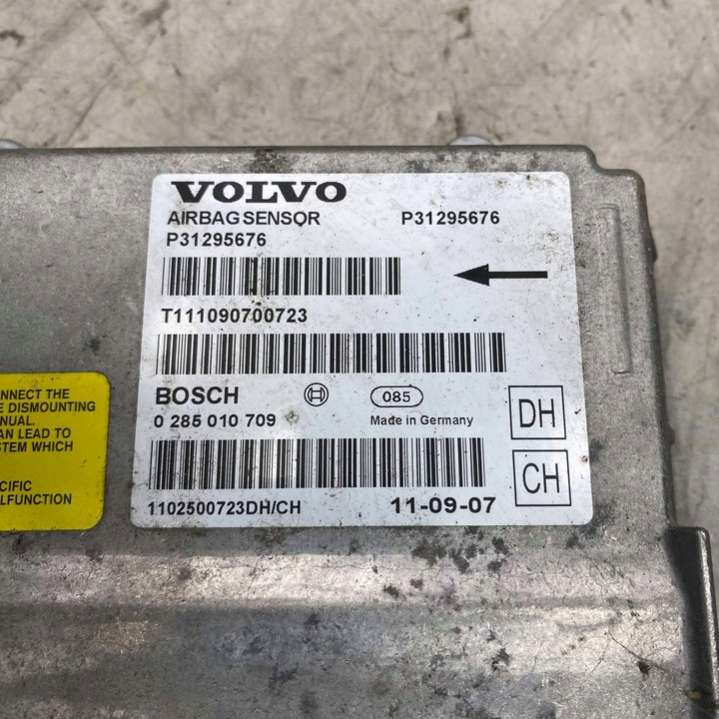 VOLVO
AIRBAG SENSOR P31295676
P31295676
T111090700723
BOSCH 085
0 285 010 709 Made in Germany
DH
CH
1102500723DH/CH 11-09-07
NNECT THE
E DISMOUNTING
NUAL.
AN LEAD TO
STEM WHICH
CIFIC
LFUNCTION